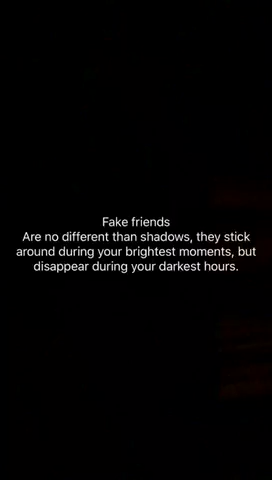 Fake friends
Are no different than shadows, they stick
around during your brightest moments, but
disappear during your darkest hours.